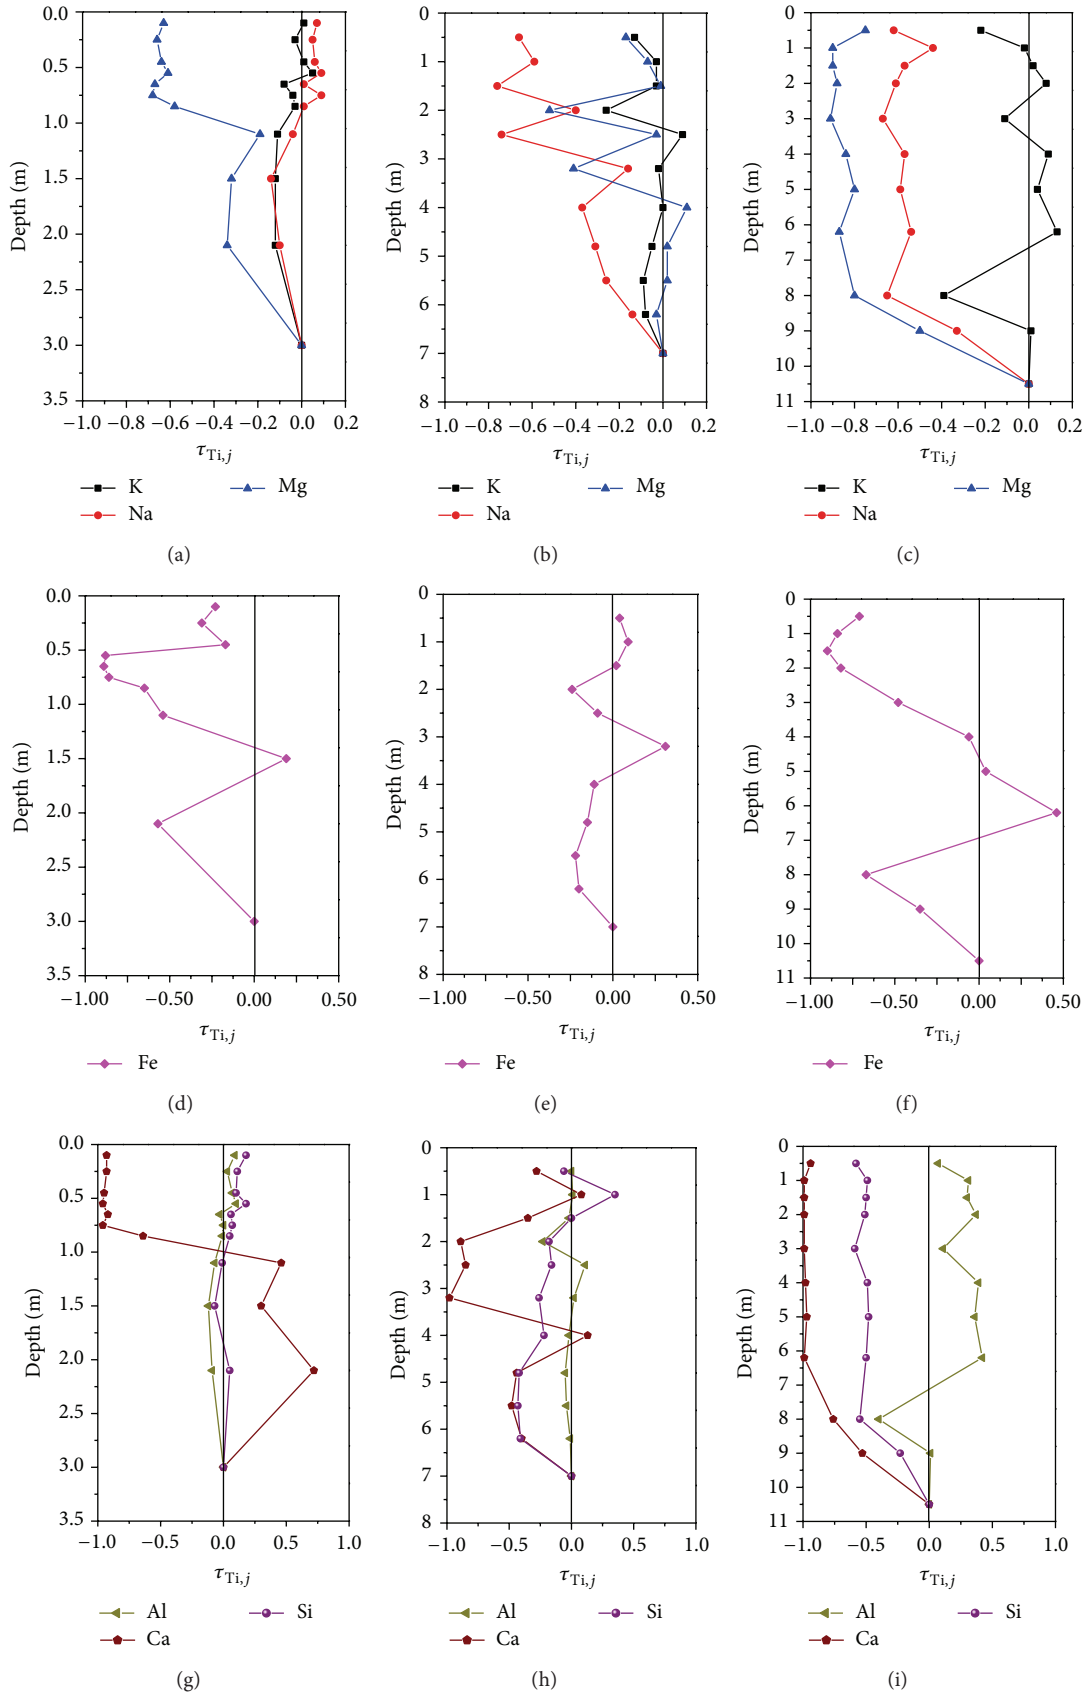 0.0
0.5
1.0
1.5
2.0
2.5
3.0
3.5
Depth (m)
−1.0 −0.8 −0.6 −0.4 −0.2 0.0 0.2
τTi,j
K Mg
Na
(a)
0
1
2
3
4
5
6
7
8
Depth (m)
−1.0 −0.8 −0.6 −0.4 −0.2 0.0 0.2
τTi,j
K Mg
Na
(b)
0
1
2
3
4
5
6
7
8
9
10
11
Depth (m)
−1.0 −0.8 −0.6 −0.4 −0.2 0.0 0.2
τTi,j
K Mg
Na
(c)
0.0
0.5
1.0
1.5
2.0
2.5
3.0
3.5
Depth (m)
−1.00 −0.50 0.00 0.50
τTi,j
Fe
(d)
0
1
2
3
4
5
6
7
8
Depth (m)
−1.00 −0.50 0.00 0.50
τTi,j
Fe
(e)
0
1
2
3
4
5
6
7
8
9
10
11
Depth (m)
−1.00 −0.50 0.00 0.50
τTi,j
Fe
(f)
0.0
0.5
1.0
1.5
2.0
2.5
3.0
3.5
Depth (m)
−1.0 −0.5 0.0 0.5 1.0
τTi,j
Al Si
Ca
(g)
0
1
2
3
4
5
6
7
8
Depth (m)
−1.0 −0.5 0.0 0.5 1.0
τTi,j
Al Si
Ca
(h)
0
1
2
3
4
5
6
7
8
9
10
11
Depth (m)
−1.0 −0.5 0.0 0.5 1.0
τTi,j
Al Si
Ca
(i)